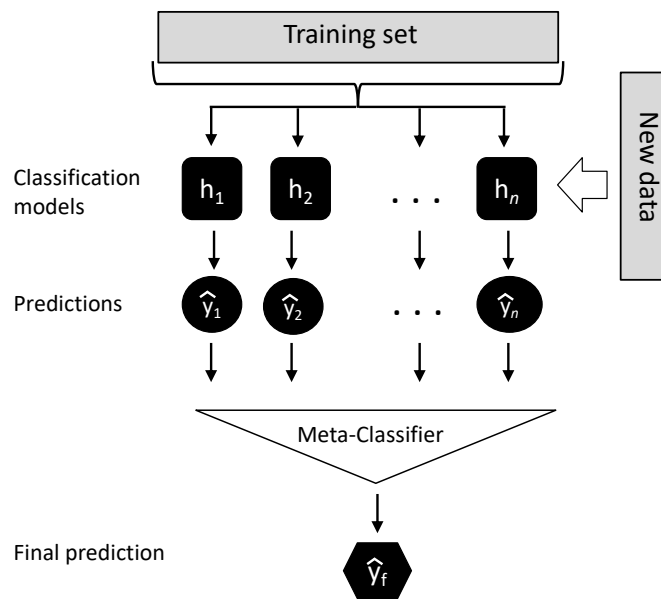 Training set
New data
Classification models
h1 h2 . . . hn
Predictions
ŷ1 ŷ2 . . . ŷn
Meta-Classifier
Final prediction
ŷf